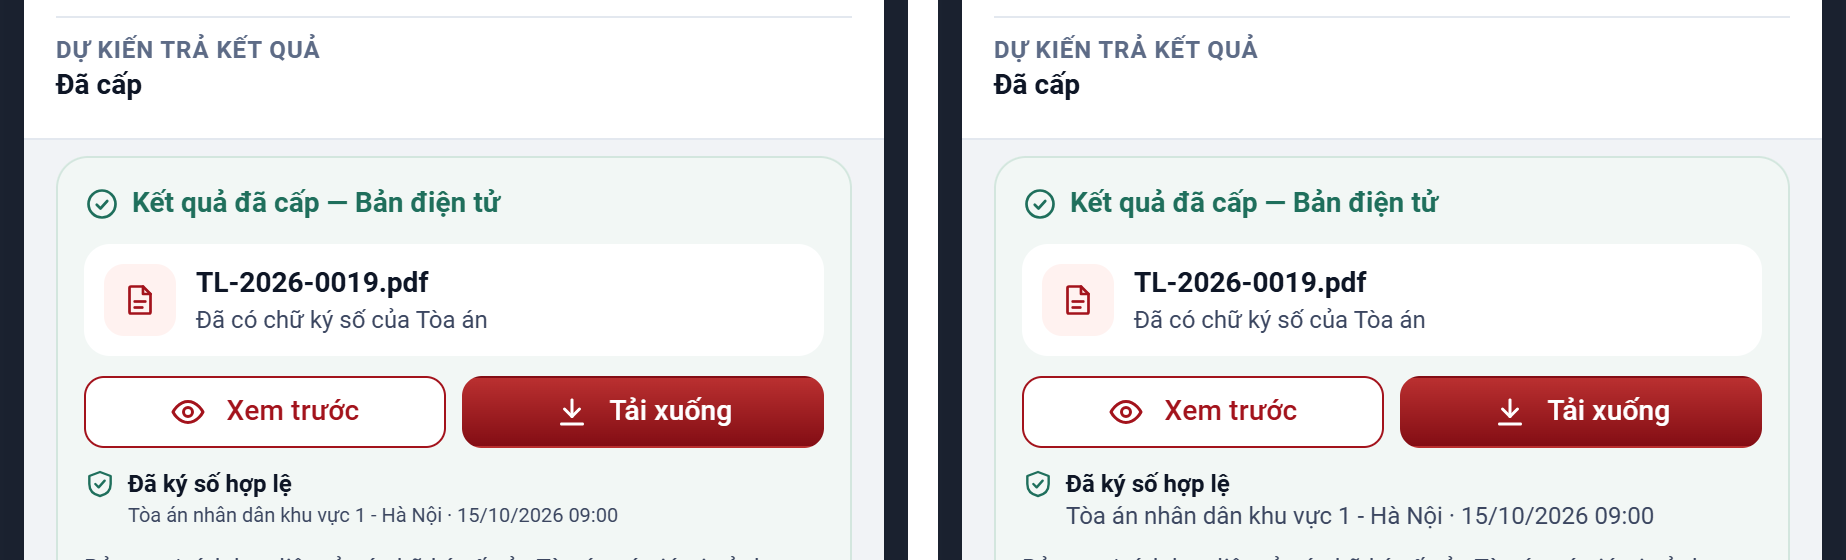 DỰ KIẾN TRẢ KẾT QUẢ
Đã cấp
Kết quả đã cấp — Bản điện tử
TL-2026-0019.pdf
Đã có chữ ký số của Tòa án
Xem trước
Tải xuống
Đã ký số hợp lệ
Tòa án nhân dân khu vực 1 - Hà Nội · 15/10/2026 09:00
DỰ KIẾN TRẢ KẾT QUẢ
Đã cấp
Kết quả đã cấp — Bản điện tử
TL-2026-0019.pdf
Đã có chữ ký số của Tòa án
Xem trước
Tải xuống
Đã ký số hợp lệ
Tòa án nhân dân khu vực 1 - Hà Nội · 15/10/2026 09:00